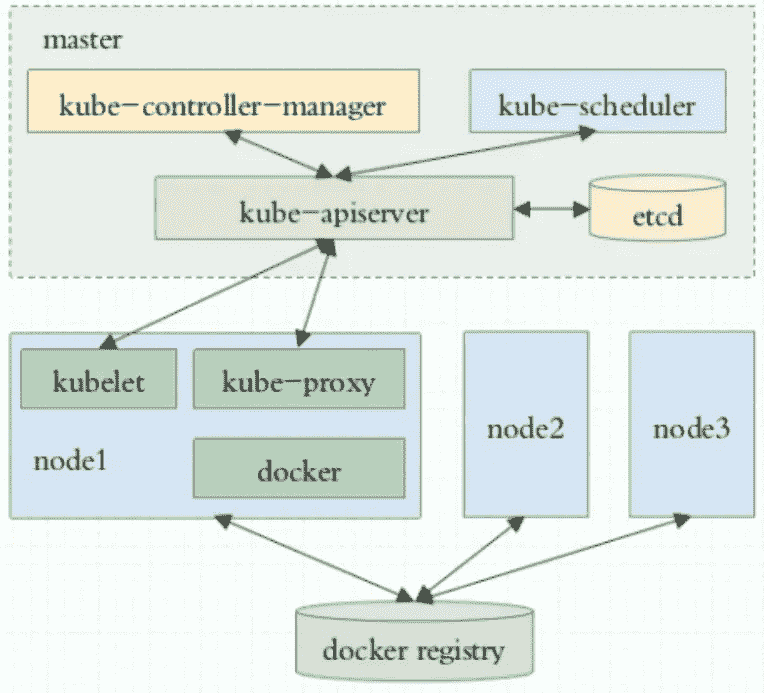 master
kube-controller-manager
kube-scheduler
kube-apiserver
etcd
kubelet
kube-proxy
node1
docker
node2
node3
docker registry